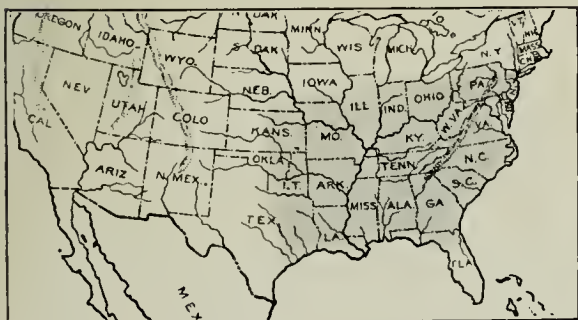 OREGON
IDAHO
N DAK
MINN.
WIS
MICH.
N.Y.
V.T.
N.H.
MASS
WYO.
S DAK
IOWA
NEV
UTAH
NEB.
ILL
IND.
OHIO
PA.
CAL
COLO
KANS.
MO.
KY.
W.VA.
VA.
ARIZ
N.MEX.
OKLA
I.T.
ARK.
TENN.
N.C.
S.C.
TEX.
LA.
MISS
ALA.
GA
FLA.
MEX